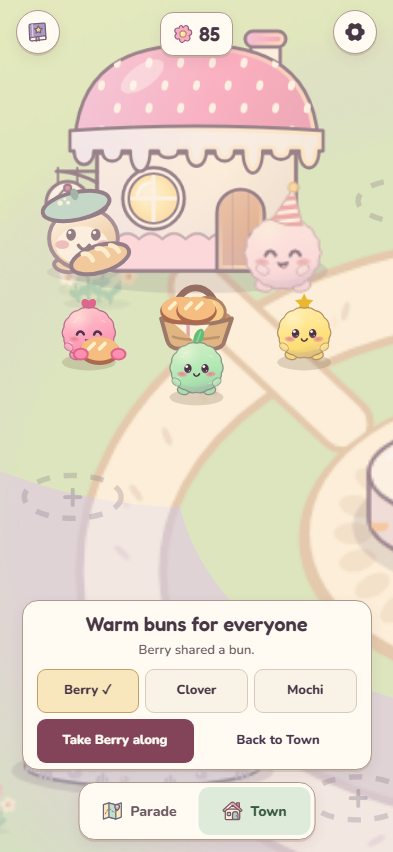 85
Warm buns for everyone
Berry shared a bun.
Berry ✓
Clover
Mochi
Take Berry along
Back to Town
Parade
Town